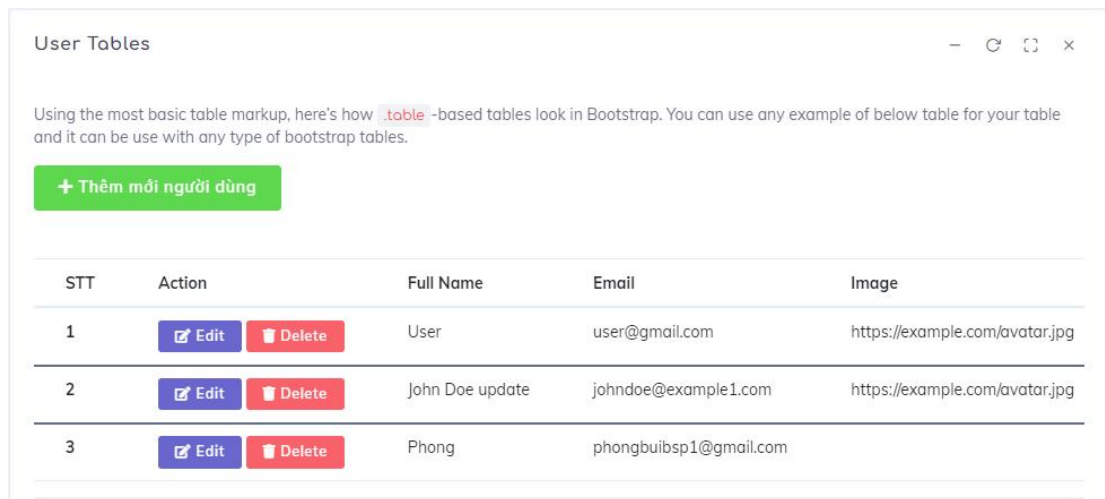 User Tables
Using the most basic table markup, here's how .table -based tables look in Bootstrap. You can use any example of below table for your table
and it can be use with any type of bootstrap tables.
Thêm mới người dùng
STT Action Full Name Email Image
1 Edit Delete User user@gmail.com https://example.com/avatar.jpg
2 Edit Delete John Doe update johndoe@example1.com https://example.com/avatar.jpg
3 Edit Delete Phong phongbuibsp1@gmail.com